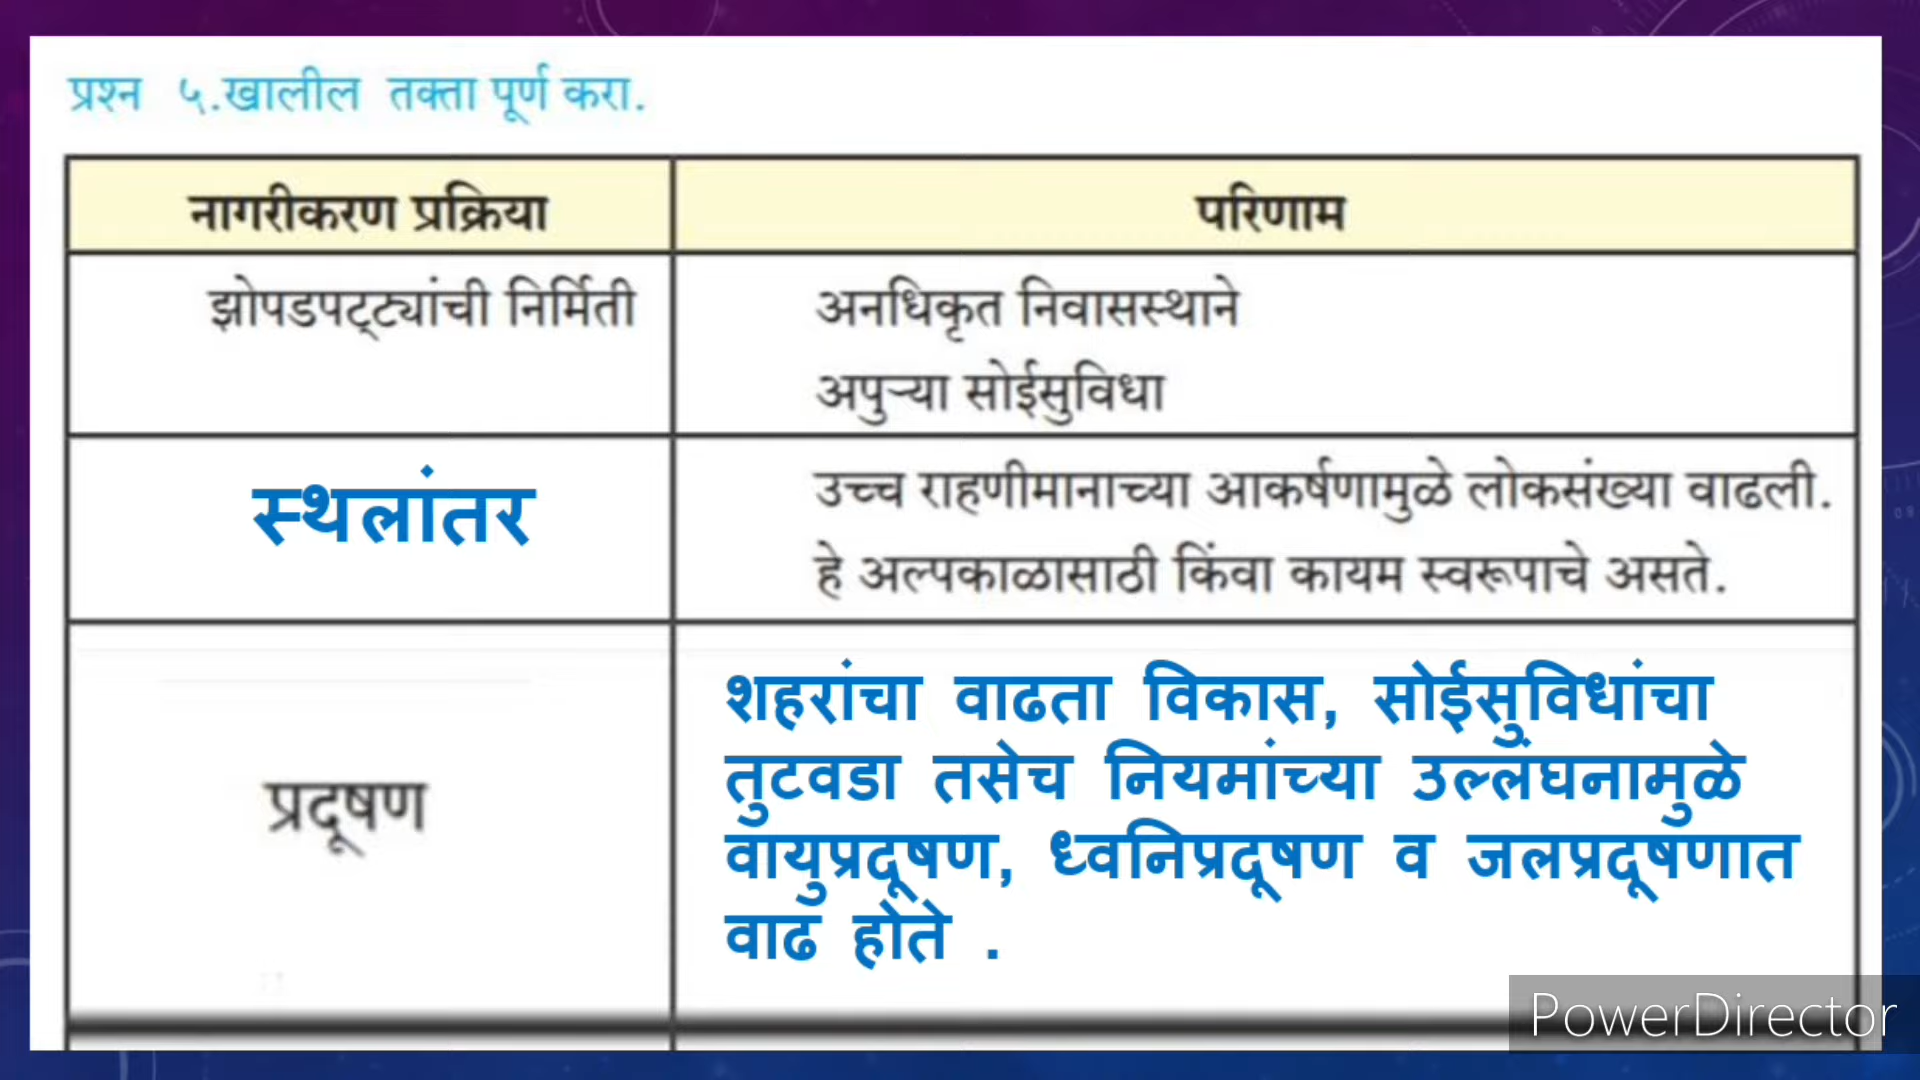 प्रश्न ५.खालील तक्ता पूर्ण करा.
नागरीकरण प्रक्रिया
परिणाम
झोपडपट्ट्यांची निर्मिती
अनधिकृत निवासस्थाने
अपुऱ्या सोईसुविधा
स्थलांतर
उच्च राहणीमानाच्या आकर्षणामुळे लोकसंख्या वाढली.
हे अल्पकाळासाठी किंवा कायम स्वरूपाचे असते.
प्रदूषण
शहरांचा वाढता विकास, सोईसुविधांचा
तुटवडा तसेच नियमांच्या उल्लंघनामुळे
वायुप्रदूषण, ध्वनिप्रदूषण व जलप्रदूषणात
वाढ होते .
PowerDirector